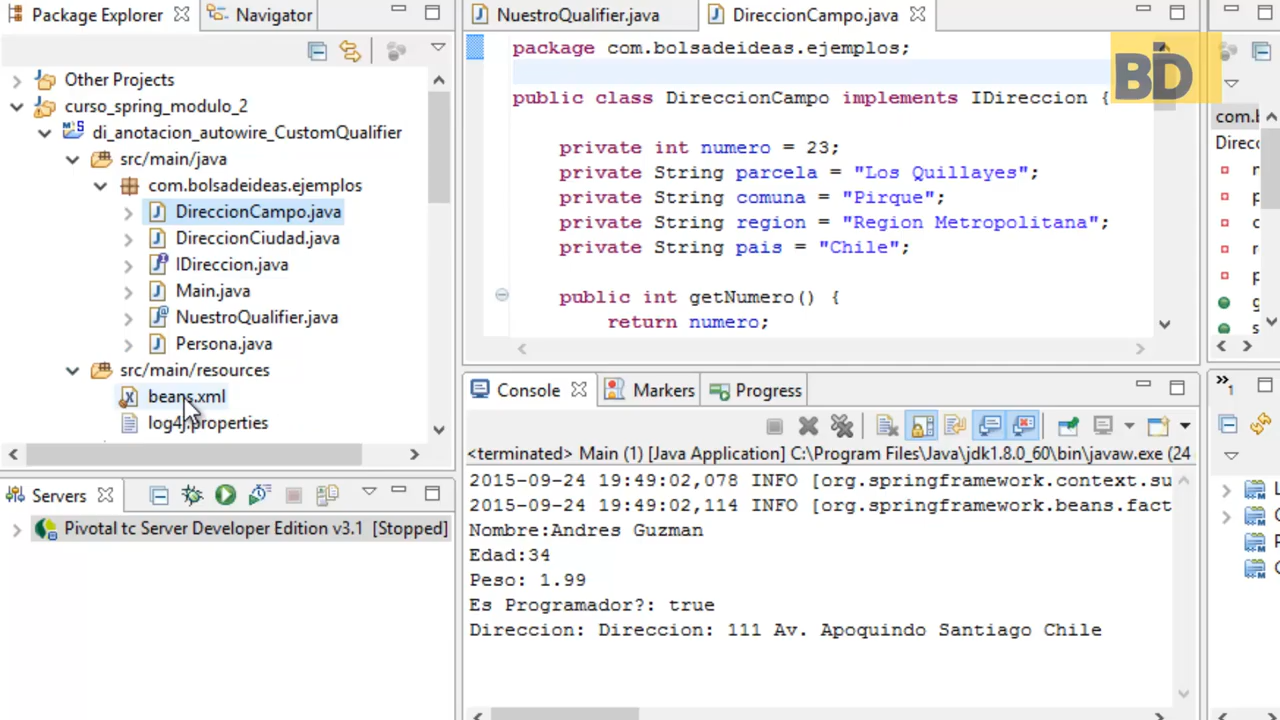 Package Explorer
Navigator
Other Projects
curso_spring_modulo_2
di_anotacion_autowire_CustomQualifier
src/main/java
com.bolsadeideas.ejemplos
DireccionCampo.java
DireccionCiudad.java
IDireccion.java
Main.java
NuestroQualifier.java
Persona.java
src/main/resources
beans.xml
log4j.properties
Servers
Pivotal tc Server Developer Edition v3.1 [Stopped]
NuestroQualifier.java
DireccionCampo.java
package com.bolsadeideas.ejemplos;
public class DireccionCampo implements IDireccion {
private int numero = 23;
private String parcela = "Los Quillayes";
private String comuna = "Pirque";
private String region = "Region Metropolitana";
private String pais = "Chile";
public int getNumero() {
return numero;
BD
Console
Markers
Progress
<terminated> Main (1) [Java Application] C:\Program Files\Java\jdk1.8.0_60\bin\javaw.exe (24
2015-09-24 19:49:02,078 INFO [org.springframework.context.su
2015-09-24 19:49:02,114 INFO [org.springframework.beans.fact
Nombre:Andres Guzman
Edad:34
Peso: 1.99
Es Programador?: true
Direccion: Direccion: 111 Av. Apoquindo Santiago Chile